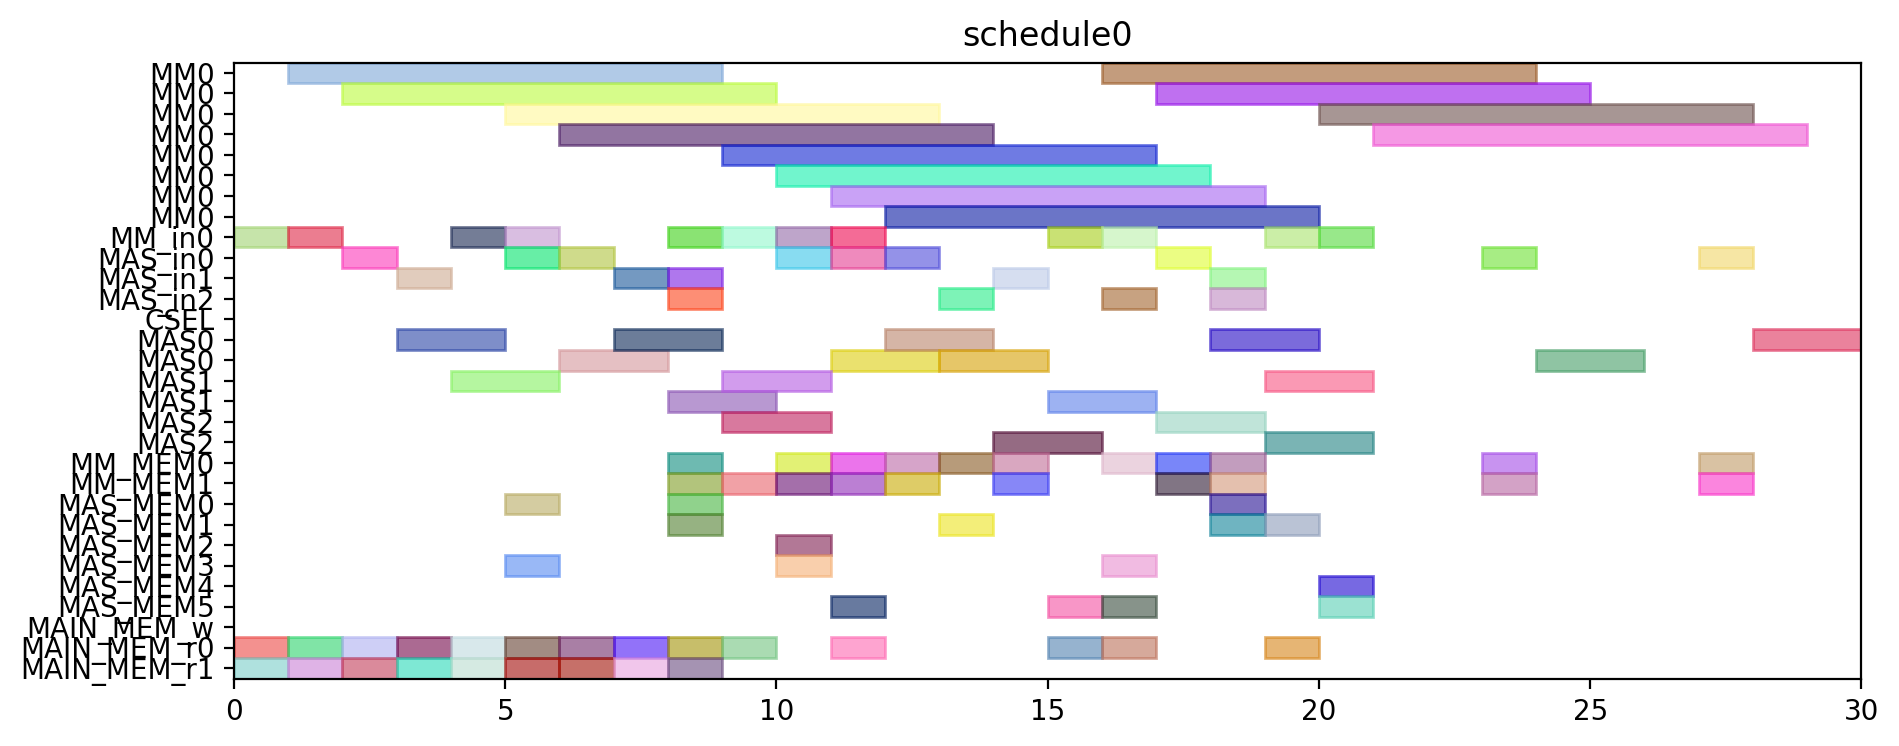 schedule0
MM0
MM0
MM0
MM0
MM0
MM0
MM0
MM0
MM_in0
MAS_in0
MAS_in1
MAS_in2
CSEL
MAS0
MAS0
MAS1
MAS1
MAS2
MAS2
MM_MEM0
MM_MEM1
MAS_MEM0
MAS_MEM1
MAS_MEM2
MAS_MEM3
MAS_MEM4
MAS_MEM5
MAIN_MEM_w
MAIN_MEM_r0
MAIN_MEM_r1
0 5 10 15 20 25 30